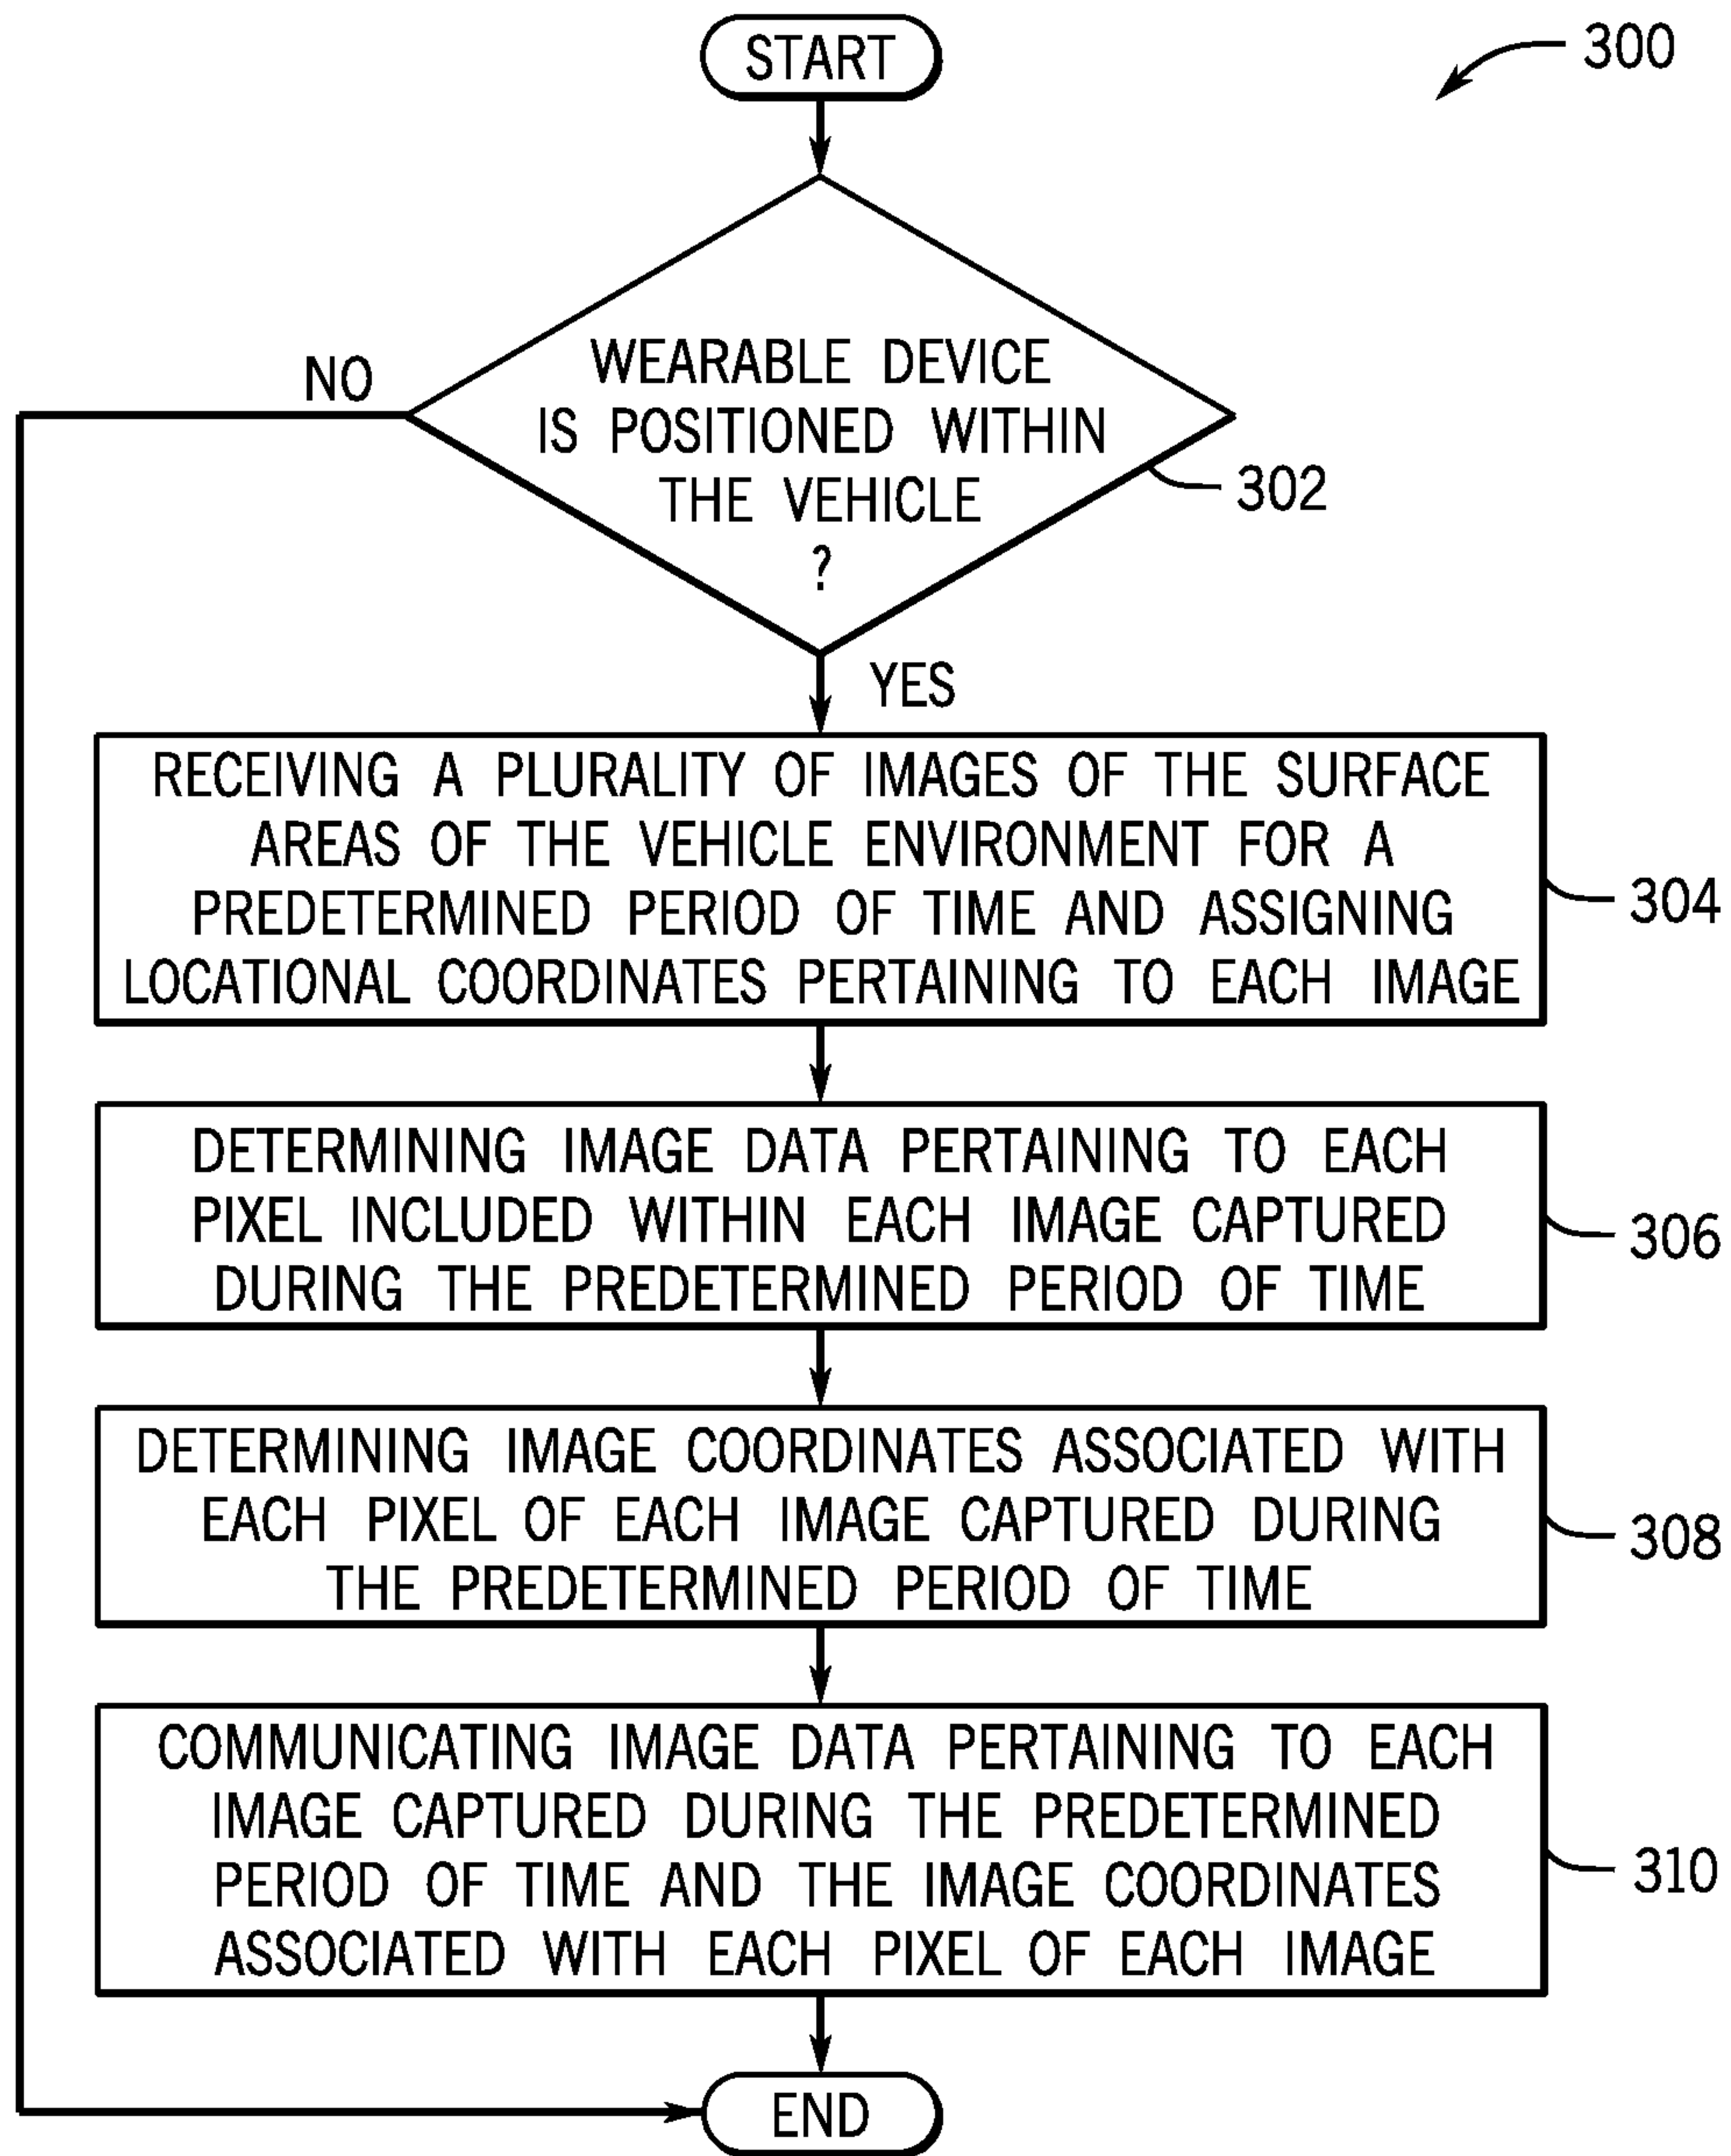 START
300
NO
WEARABLE DEVICE
IS POSITIONED WITHIN
THE VEHICLE
?
302
YES
RECEIVING A PLURALITY OF IMAGES OF THE SURFACE
AREAS OF THE VEHICLE ENVIRONMENT FOR A
PREDETERMINED PERIOD OF TIME AND ASSIGNING
LOCATIONAL COORDINATES PERTAINING TO EACH IMAGE
304
DETERMINING IMAGE DATA PERTAINING TO EACH
PIXEL INCLUDED WITHIN EACH IMAGE CAPTURED
DURING THE PREDETERMINED PERIOD OF TIME
306
DETERMINING IMAGE COORDINATES ASSOCIATED WITH
EACH PIXEL OF EACH IMAGE CAPTURED DURING
THE PREDETERMINED PERIOD OF TIME
308
COMMUNICATING IMAGE DATA PERTAINING TO EACH
IMAGE CAPTURED DURING THE PREDETERMINED
PERIOD OF TIME AND THE IMAGE COORDINATES
ASSOCIATED WITH EACH PIXEL OF EACH IMAGE
310
END